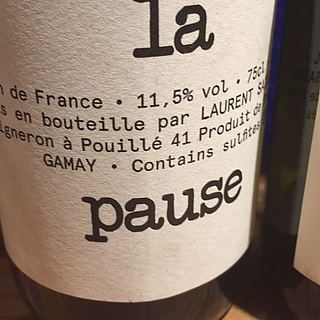 la
de France • 11,5% vol • 75cl
en bouteille par LAURENT
à Pouillé 41 Produit de
GAMAY • Contains sulfites
pause